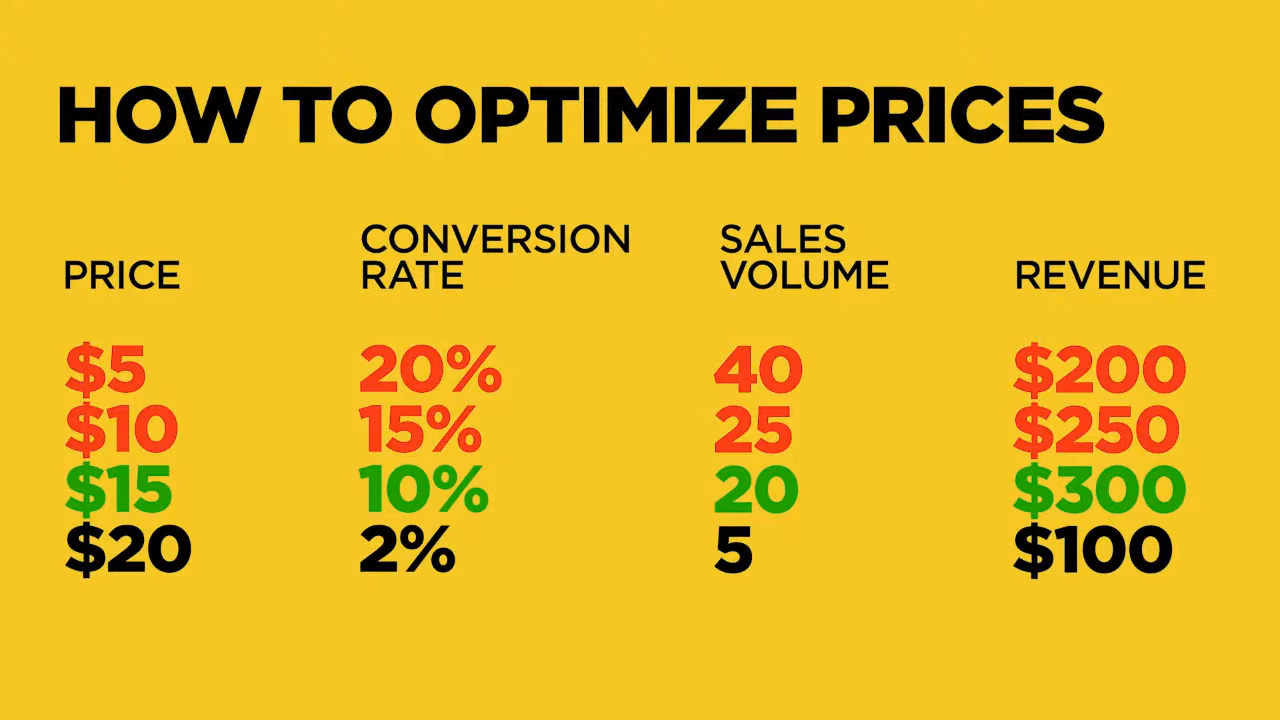 HOW TO OPTIMIZE PRICES
PRICE CONVERSION RATE SALES VOLUME REVENUE
$5 20% 40 $200
$10 15% 25 $250
$15 10% 20 $300
$20 2% 5 $100